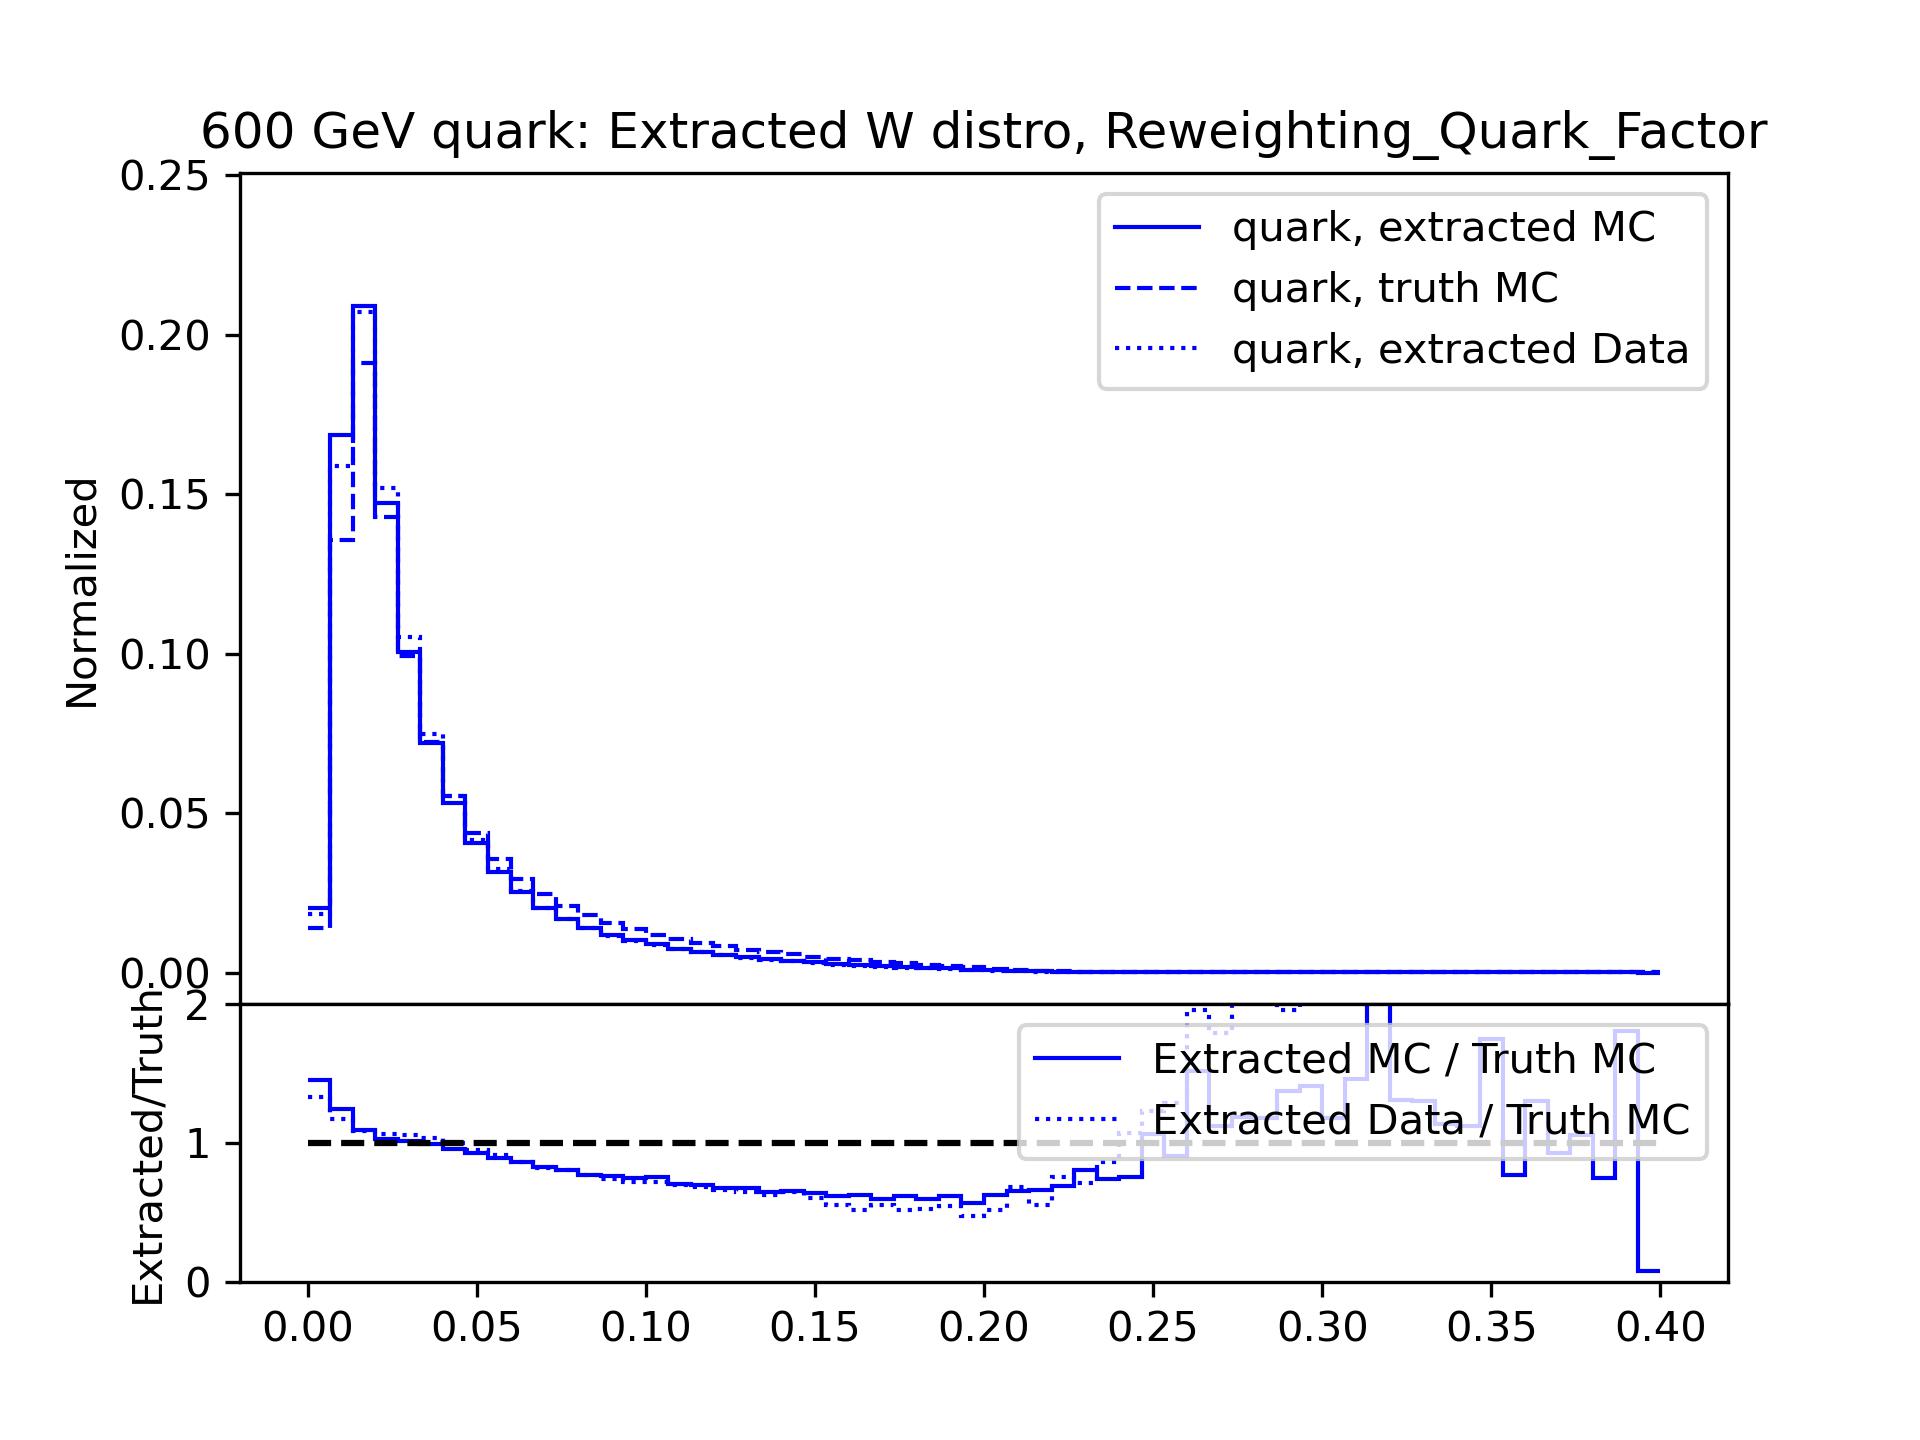 600 GeV quark: Extracted W distro, Reweighting_Quark_Factor
0.25
0.20
0.15
0.10
0.05
0.00
Normalized
quark, extracted MC
quark, truth MC
quark, extracted Data
2
1
0
Extracted/Truth
Extracted MC / Truth MC
Extracted Data / Truth MC
0.00 0.05 0.10 0.15 0.20 0.25 0.30 0.35 0.40